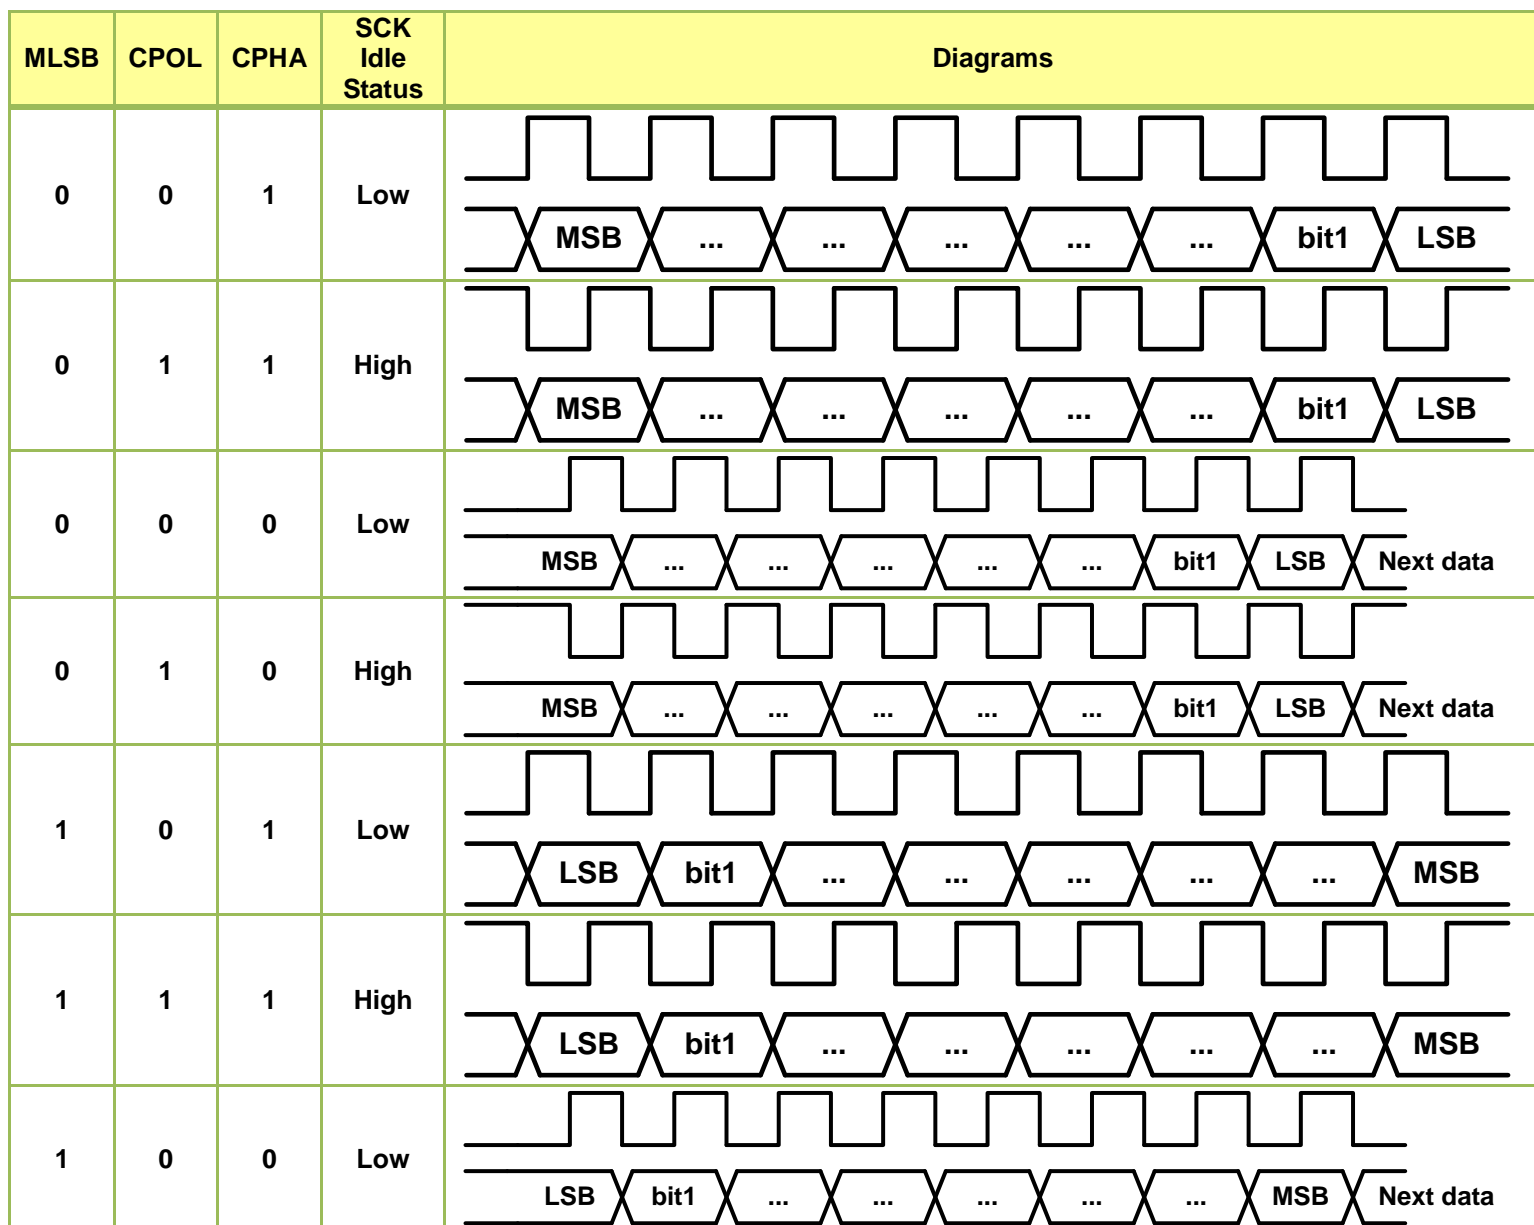 MLSB CPOL CPHA SCK Idle Status Diagrams
0 0 1 Low
MSB ... ... ... ... ... bit1 LSB
0 1 1 High
MSB ... ... ... ... ... bit1 LSB
0 0 0 Low
MSB ... ... ... ... ... bit1 LSB Next data
0 1 0 High
MSB ... ... ... ... ... bit1 LSB Next data
1 0 1 Low
LSB bit1 ... ... ... ... ... MSB
1 1 1 High
LSB bit1 ... ... ... ... ... MSB
1 0 0 Low
LSB bit1 ... ... ... ... ... MSB Next data